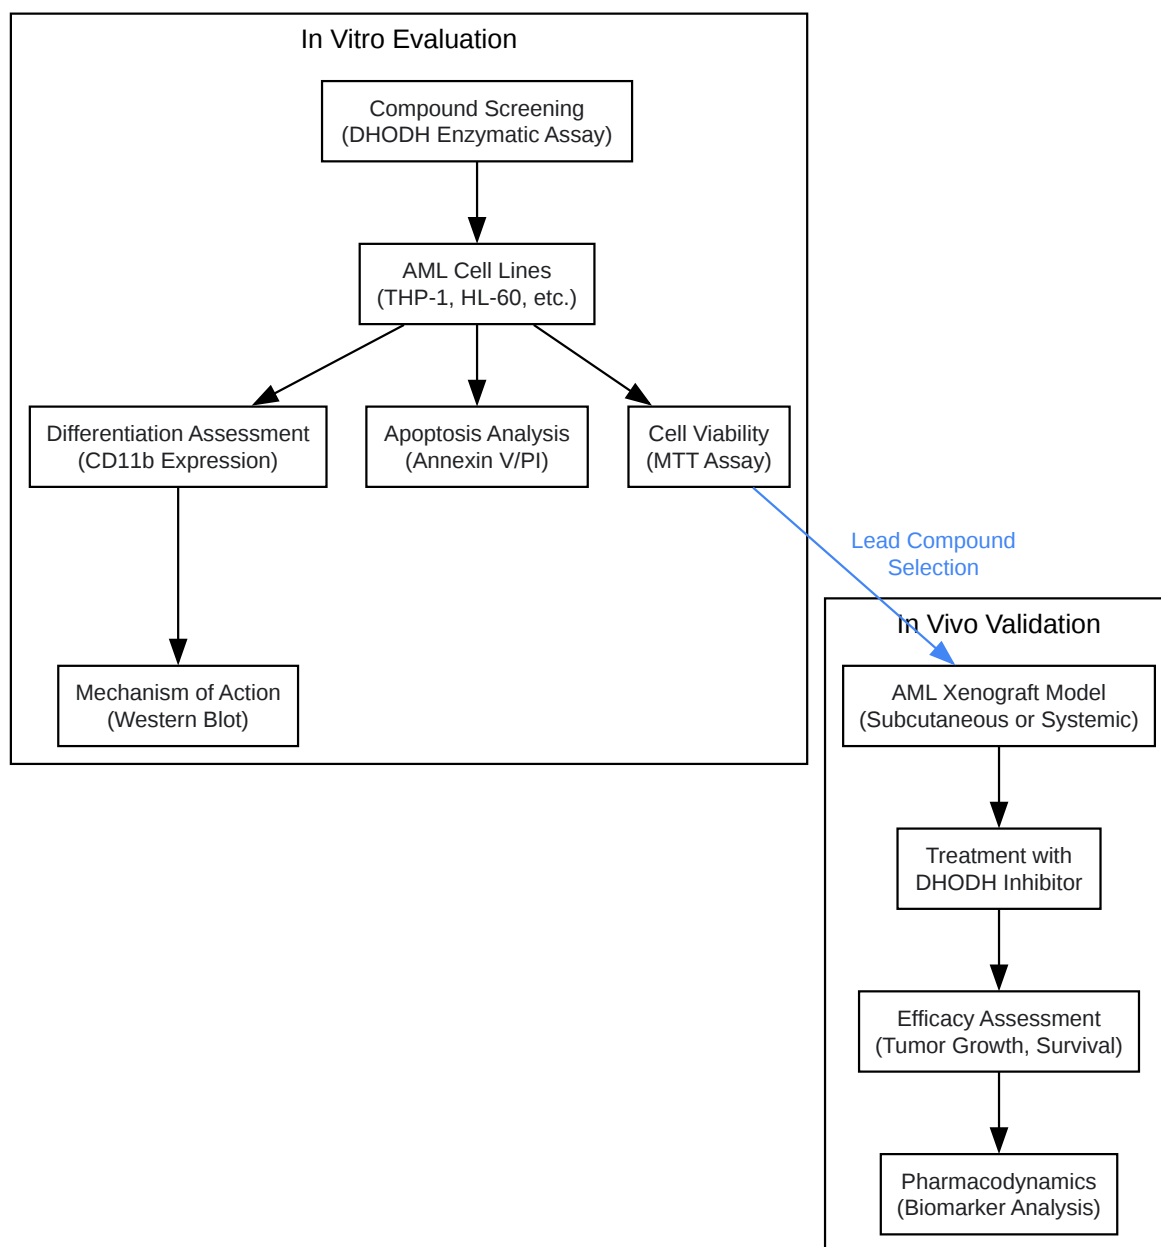 In Vitro Evaluation
Compound Screening
(DHODH Enzymatic Assay)
AML Cell Lines
(THP-1, HL-60, etc.)
Differentiation Assessment
(CD11b Expression)
Apoptosis Analysis
(Annexin V/PI)
Cell Viability
(MTT Assay)
Lead Compound
Selection
Mechanism of Action
(Western Blot)
In Vivo Validation
AML Xenograft Model
(Subcutaneous or Systemic)
Treatment with
DHODH Inhibitor
Efficacy Assessment
(Tumor Growth, Survival)
Pharmacodynamics
(Biomarker Analysis)